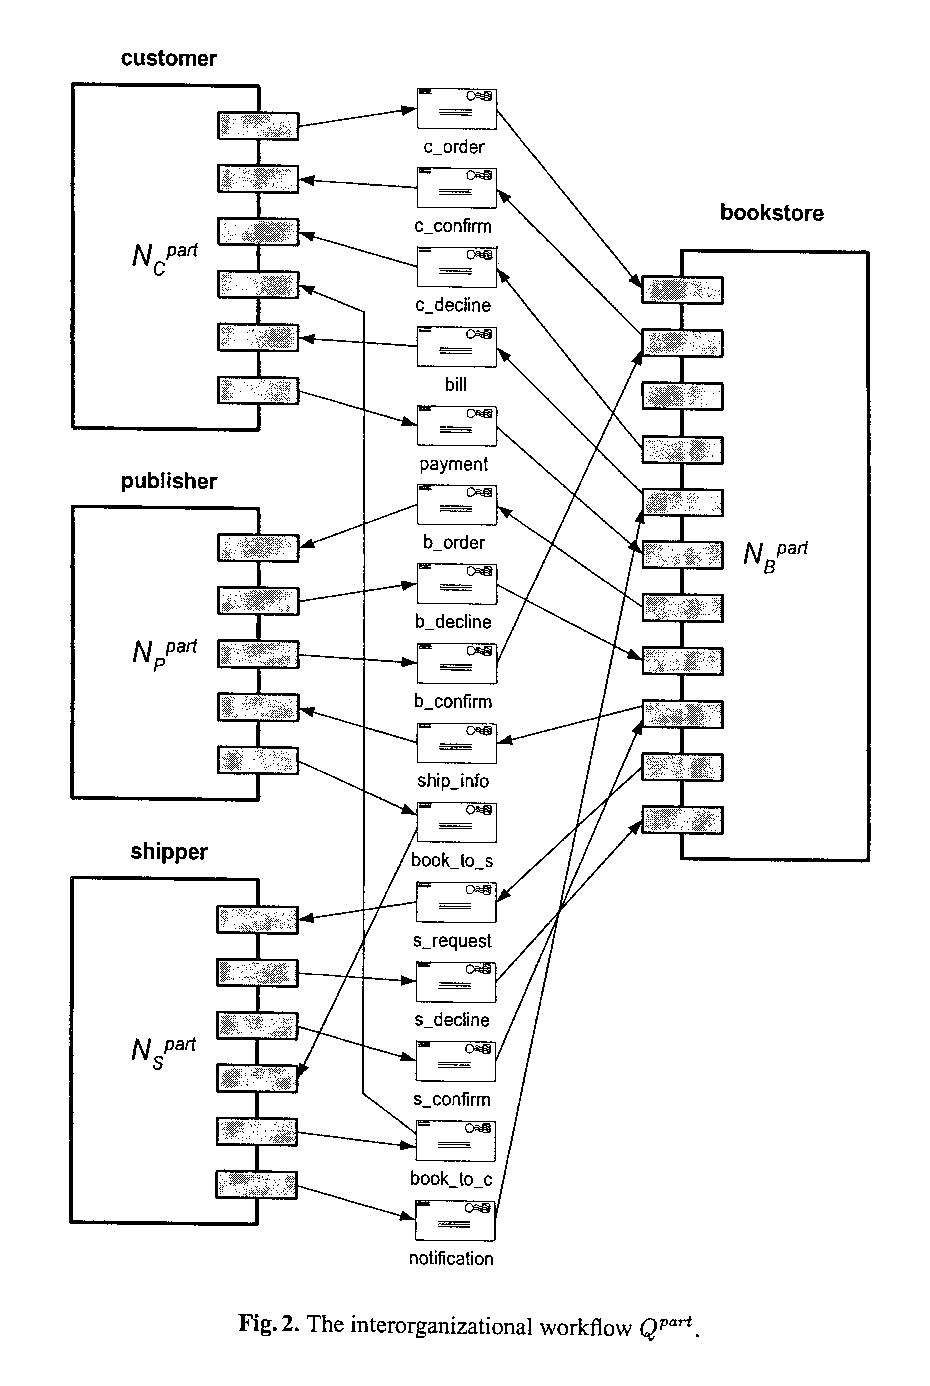 customer
c_order
c_confirm
bookstore
N_C^part
c_decline
bill
payment
publisher
b_order
N_B^part
b_decline
N_P^part
b_confirm
ship_info
shipper
book_to_s
s_request
s_decline
N_S^part
s_confirm
book_to_c
notification
Fig. 2. The interorganizational workflow Q^part.